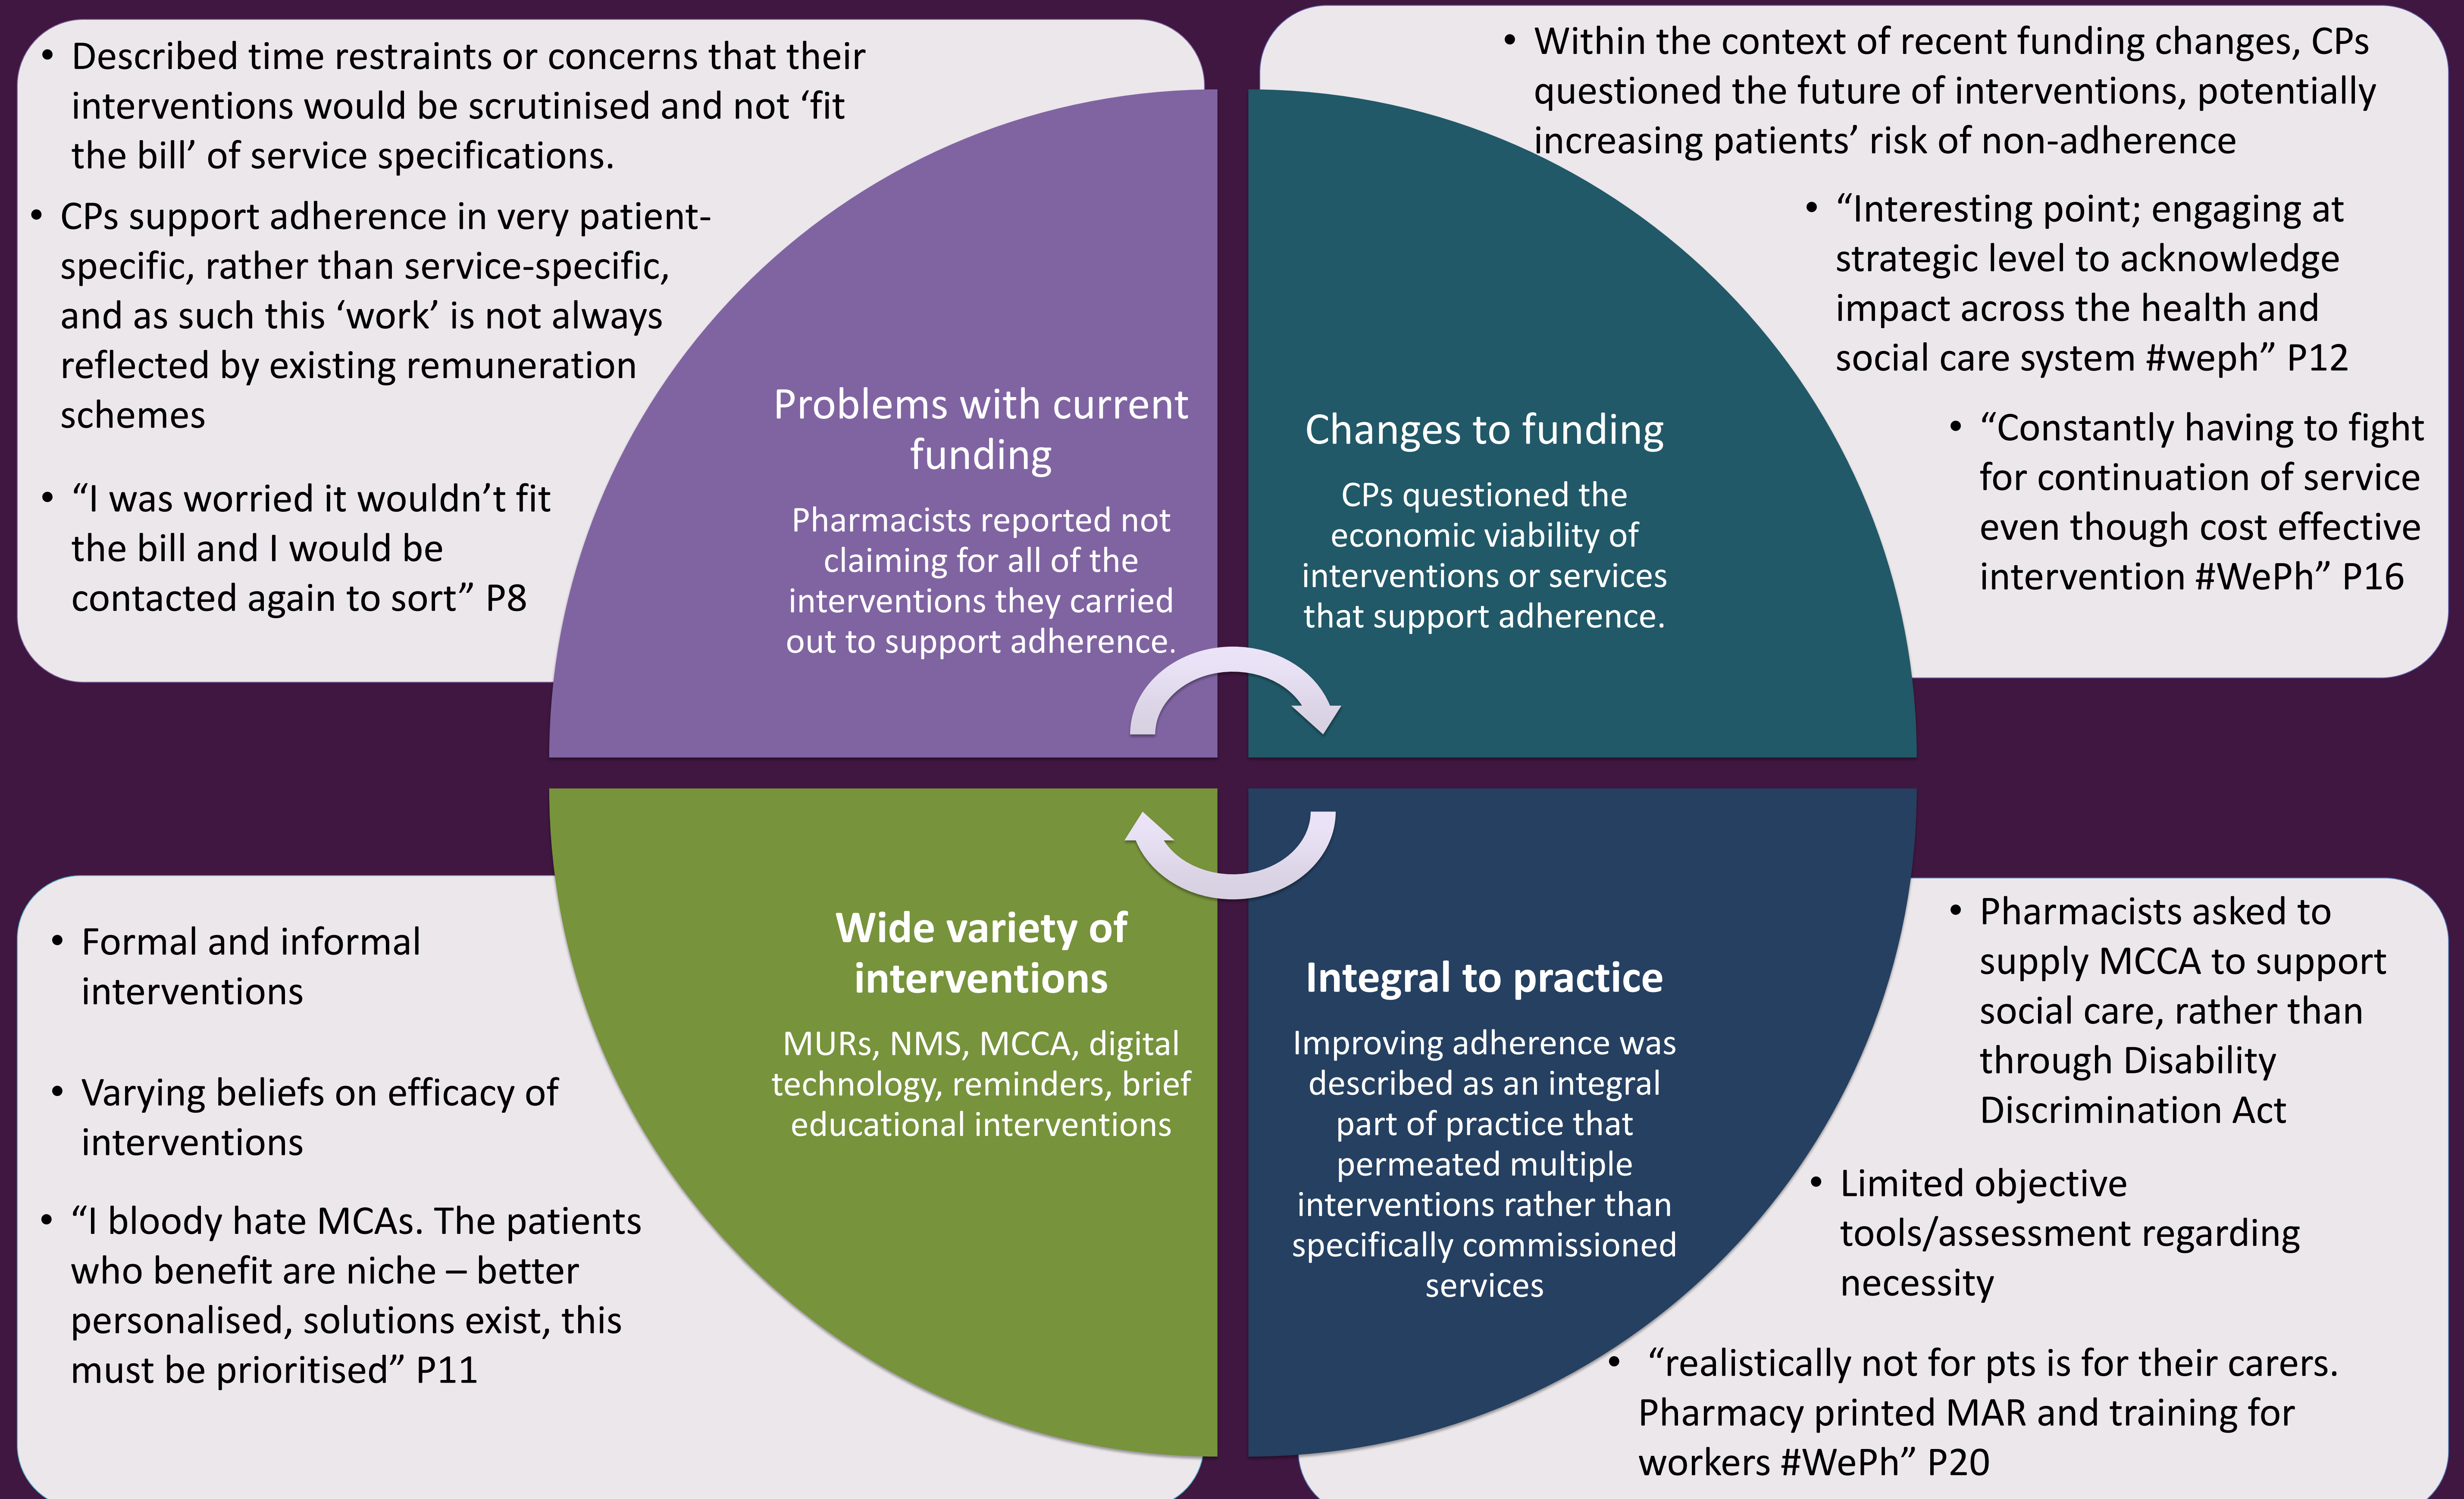 • Described time restraints or concerns that their
interventions would be scrutinised and not ‘fit
the bill’ of service specifications.
• CPs support adherence in very patient-
specific, rather than service-specific,
and as such this ‘work’ is not always
reflected by existing remuneration
schemes
• “I was worried it wouldn’t fit
the bill and I would be
contacted again to sort” P8
Problems with current
funding
Pharmacists reported not
claiming for all of the
interventions they carried
out to support adherence.
• Within the context of recent funding changes, CPs
questioned the future of interventions, potentially
increasing patients’ risk of non-adherence
• “Interesting point; engaging at
strategic level to acknowledge
impact across the health and
social care system #weph” P12
• “Constantly having to fight
for continuation of service
even though cost effective
intervention #WePh” P16
Changes to funding
CPs questioned the
economic viability of
interventions or services
that support adherence.
• Formal and informal
interventions
• Varying beliefs on efficacy of
interventions
• “I bloody hate MCAs. The patients
who benefit are niche – better
personalised, solutions exist, this
must be prioritised” P11
Wide variety of
interventions
MURs, NMS, MCCA, digital
technology, reminders, brief
educational interventions
Integral to practice
Improving adherence was
described as an integral
part of practice that
permeated multiple
interventions rather than
specifically commissioned
services
• Pharmacists asked to
supply MCCA to support
social care, rather than
through Disability
Discrimination Act
• Limited objective
tools/assessment regarding
necessity
• “realistically not for pts is for their carers.
Pharmacy printed MAR and training for
workers #WePh” P20